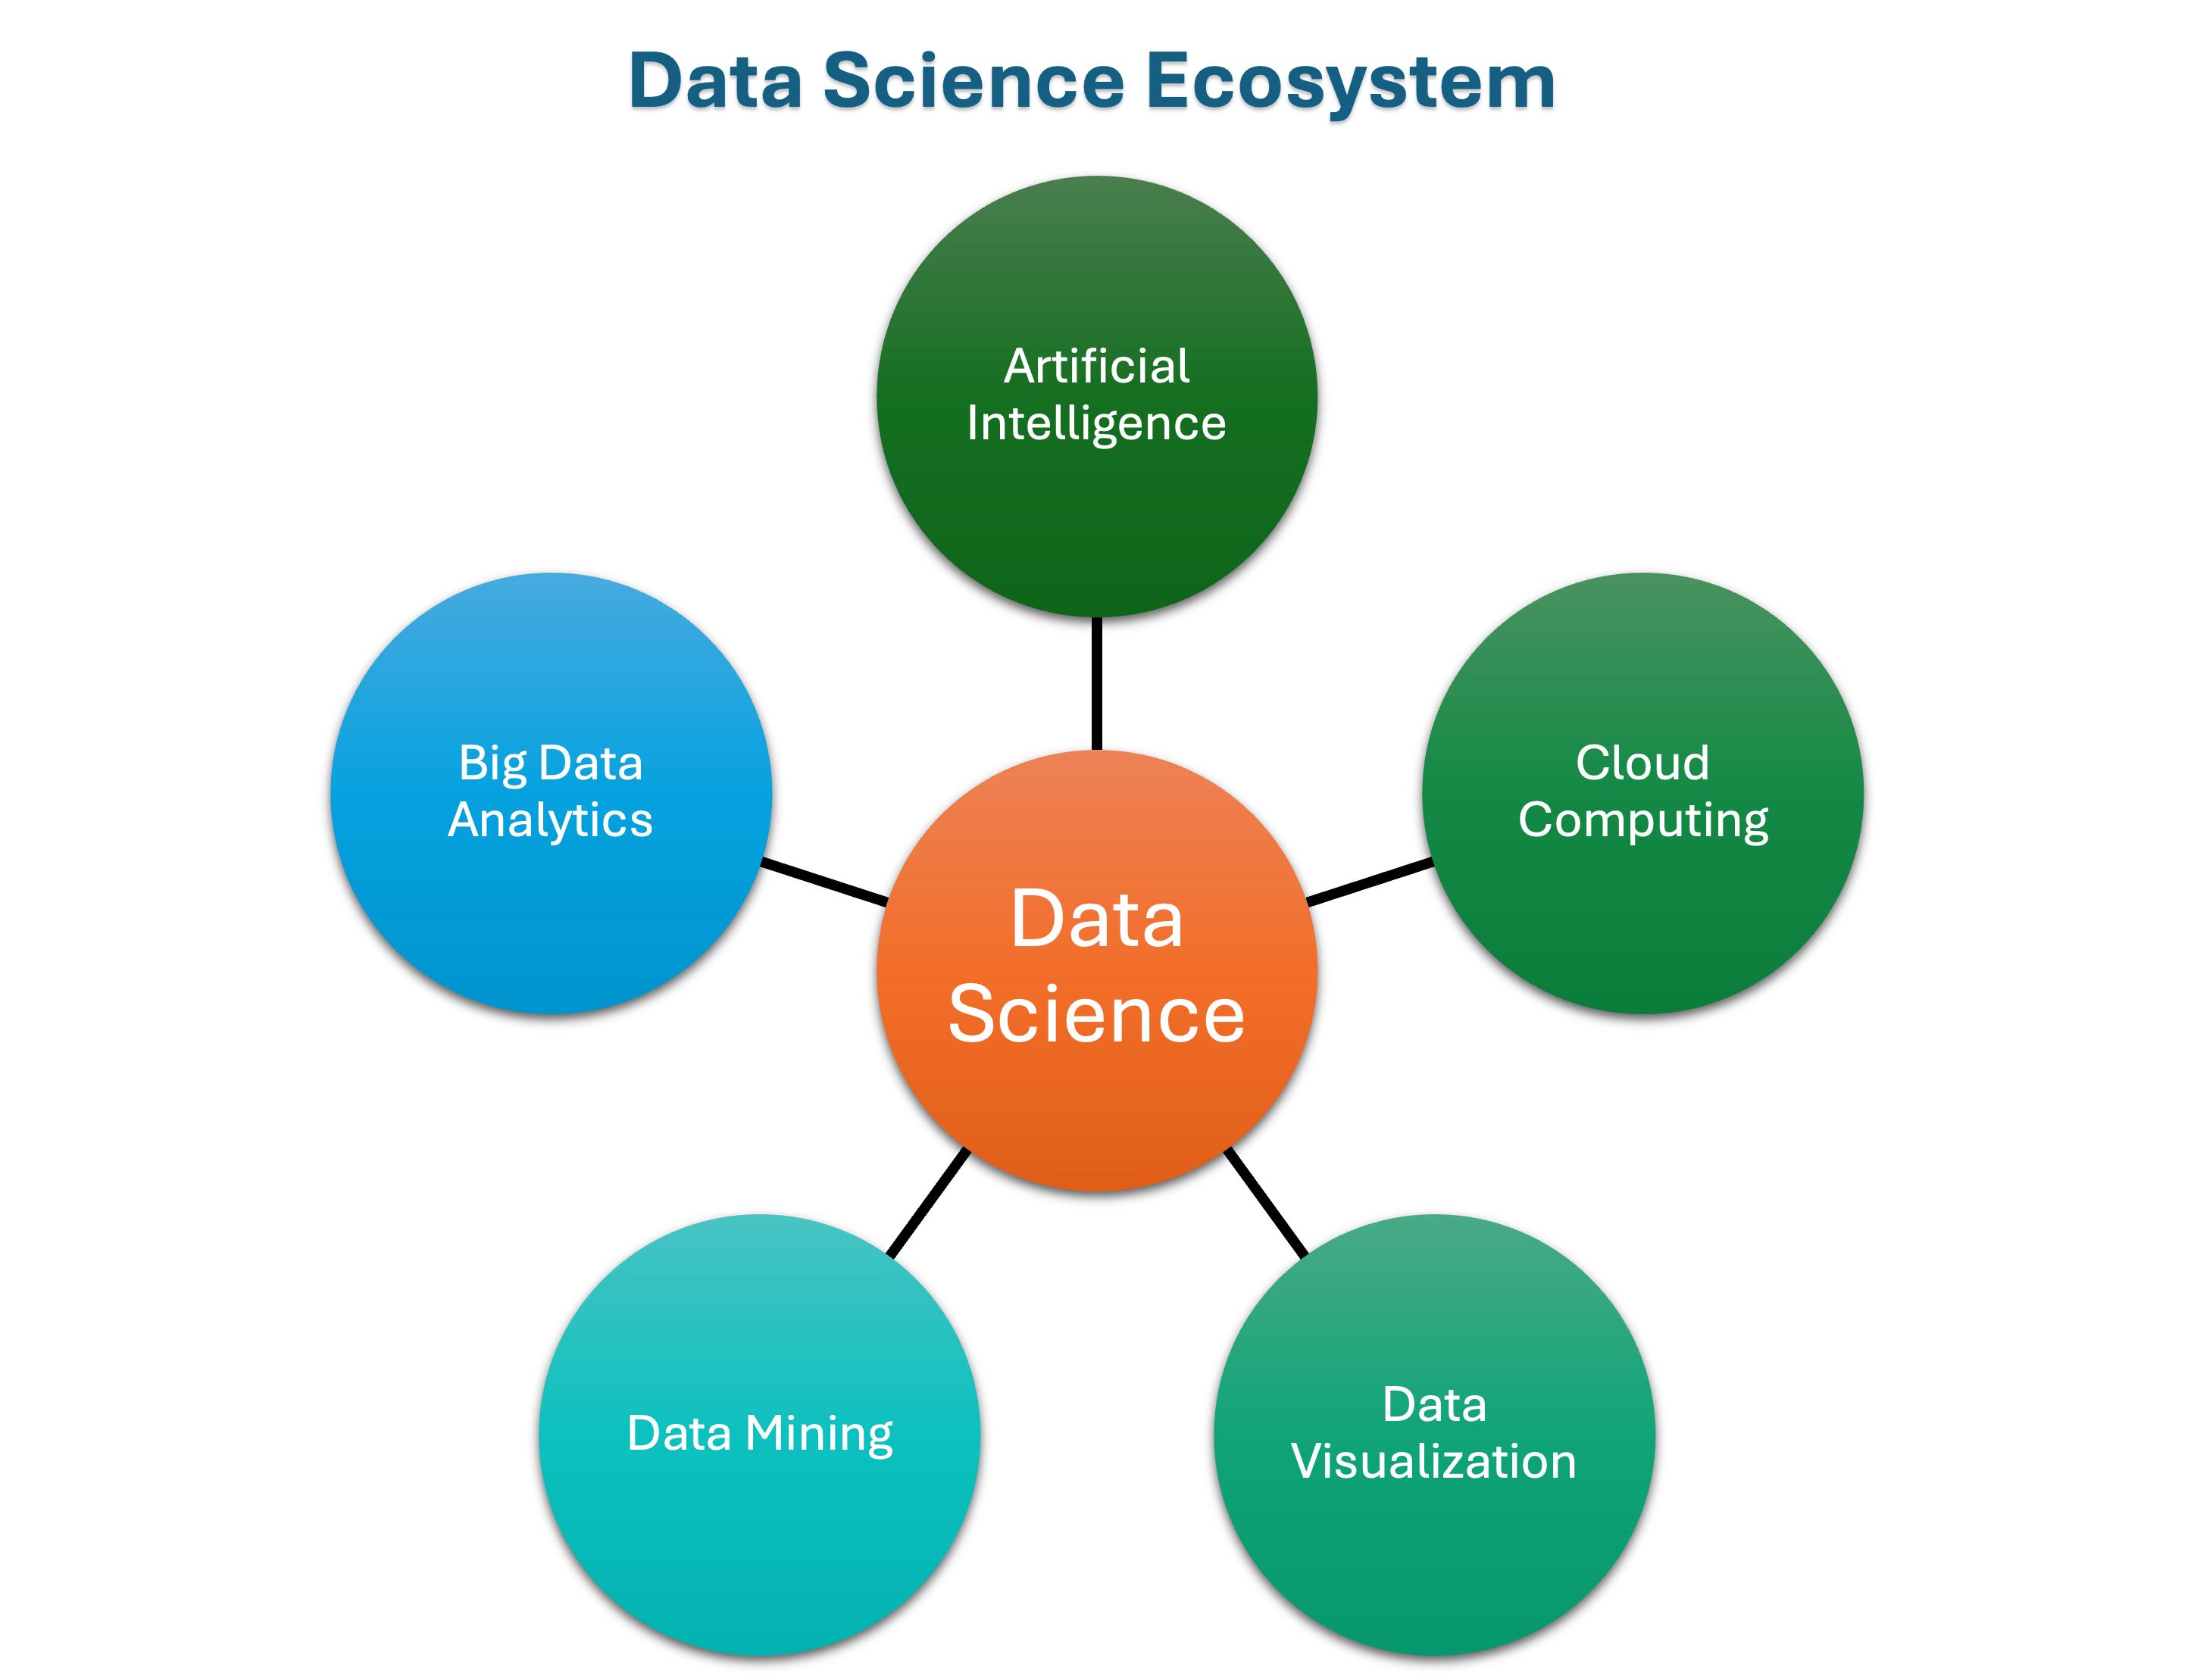 Data Science Ecosystem
Artificial
Intelligence
Big Data
Analytics
Cloud
Computing
Data
Science
Data Mining
Data
Visualization